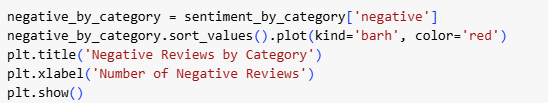 negative_by_category = sentiment_by_category['negative']
negative_by_category.sort_values().plot(kind='barh', color='red')
plt.title('Negative Reviews by Category')
plt.xlabel('Number of Negative Reviews')
plt.show()